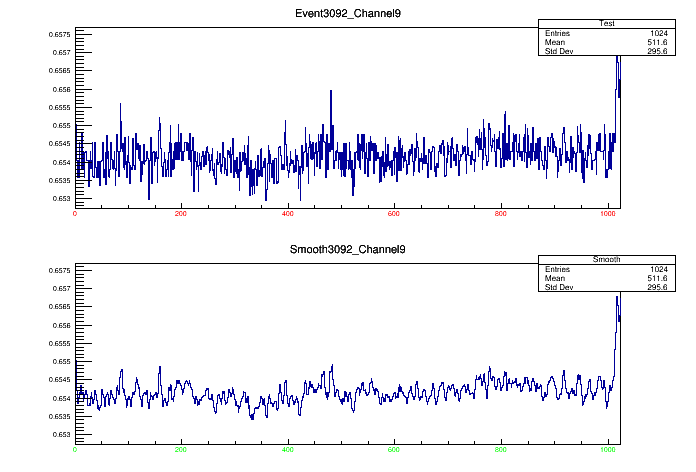 Event3092_Channel9
Test
Entries 1024
Mean 511.6
Std Dev 295.6
0.6575
0.657
0.6565
0.656
0.6555
0.655
0.6545
0.654
0.6535
0.653
0 200 400 600 800 1000
Smooth3092_Channel9
Smooth
Entries 1024
Mean 511.6
Std Dev 295.6
0.6575
0.657
0.6565
0.656
0.6555
0.655
0.6545
0.654
0.6535
0.653
0 200 400 600 800 1000